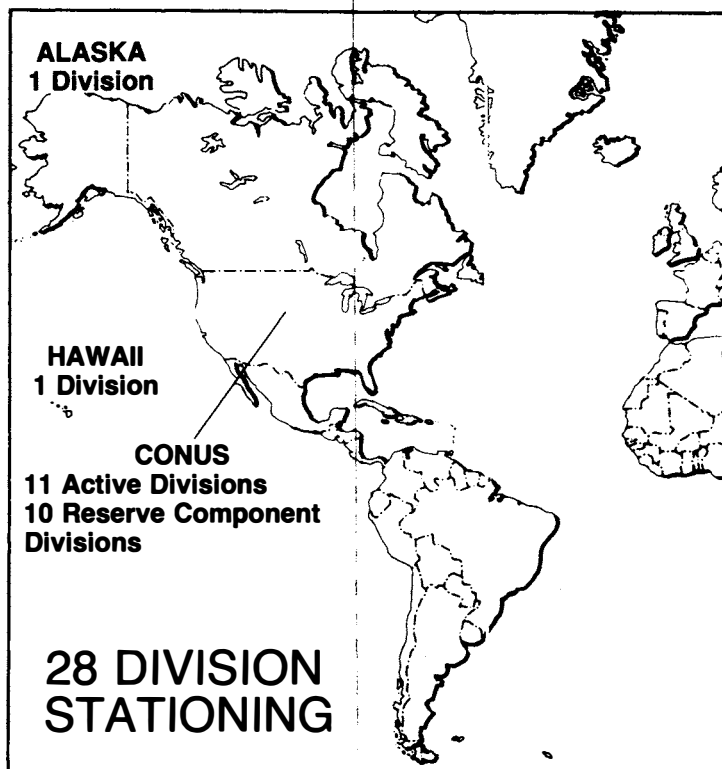 ALASKA
1 Division
HAWAII
1 Division
CONUS
11 Active Divisions
10 Reserve Component
Divisions
28 DIVISION
STATIONING